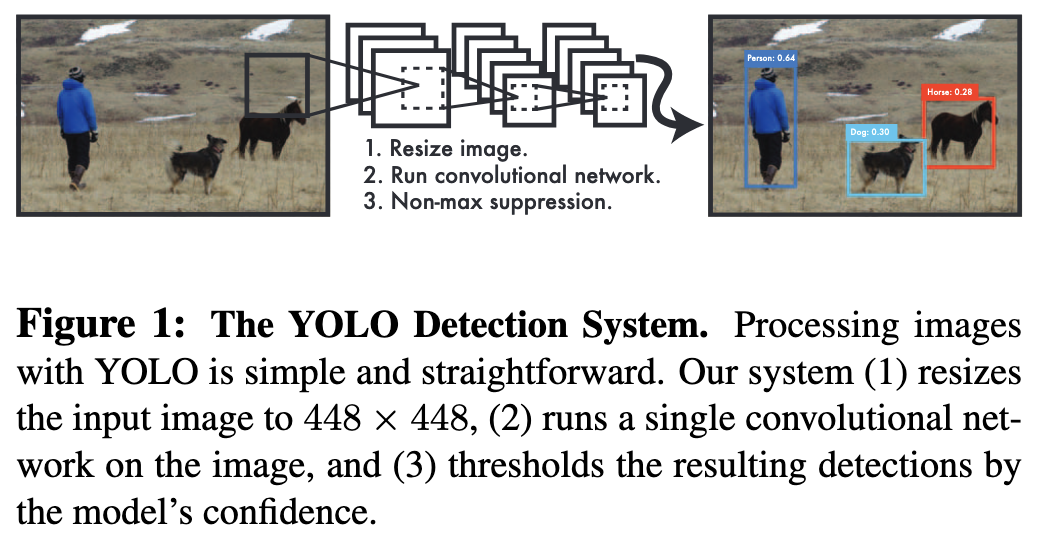 Person: 0.64
Horse: 0.28
Dog: 0.30
1. Resize image.
2. Run convolutional network.
3. Non-max suppression.
Figure 1: The YOLO Detection System. Processing images
with YOLO is simple and straightforward. Our system (1) resizes
the input image to 448 × 448, (2) runs a single convolutional net-
work on the image, and (3) thresholds the resulting detections by
the model's confidence.